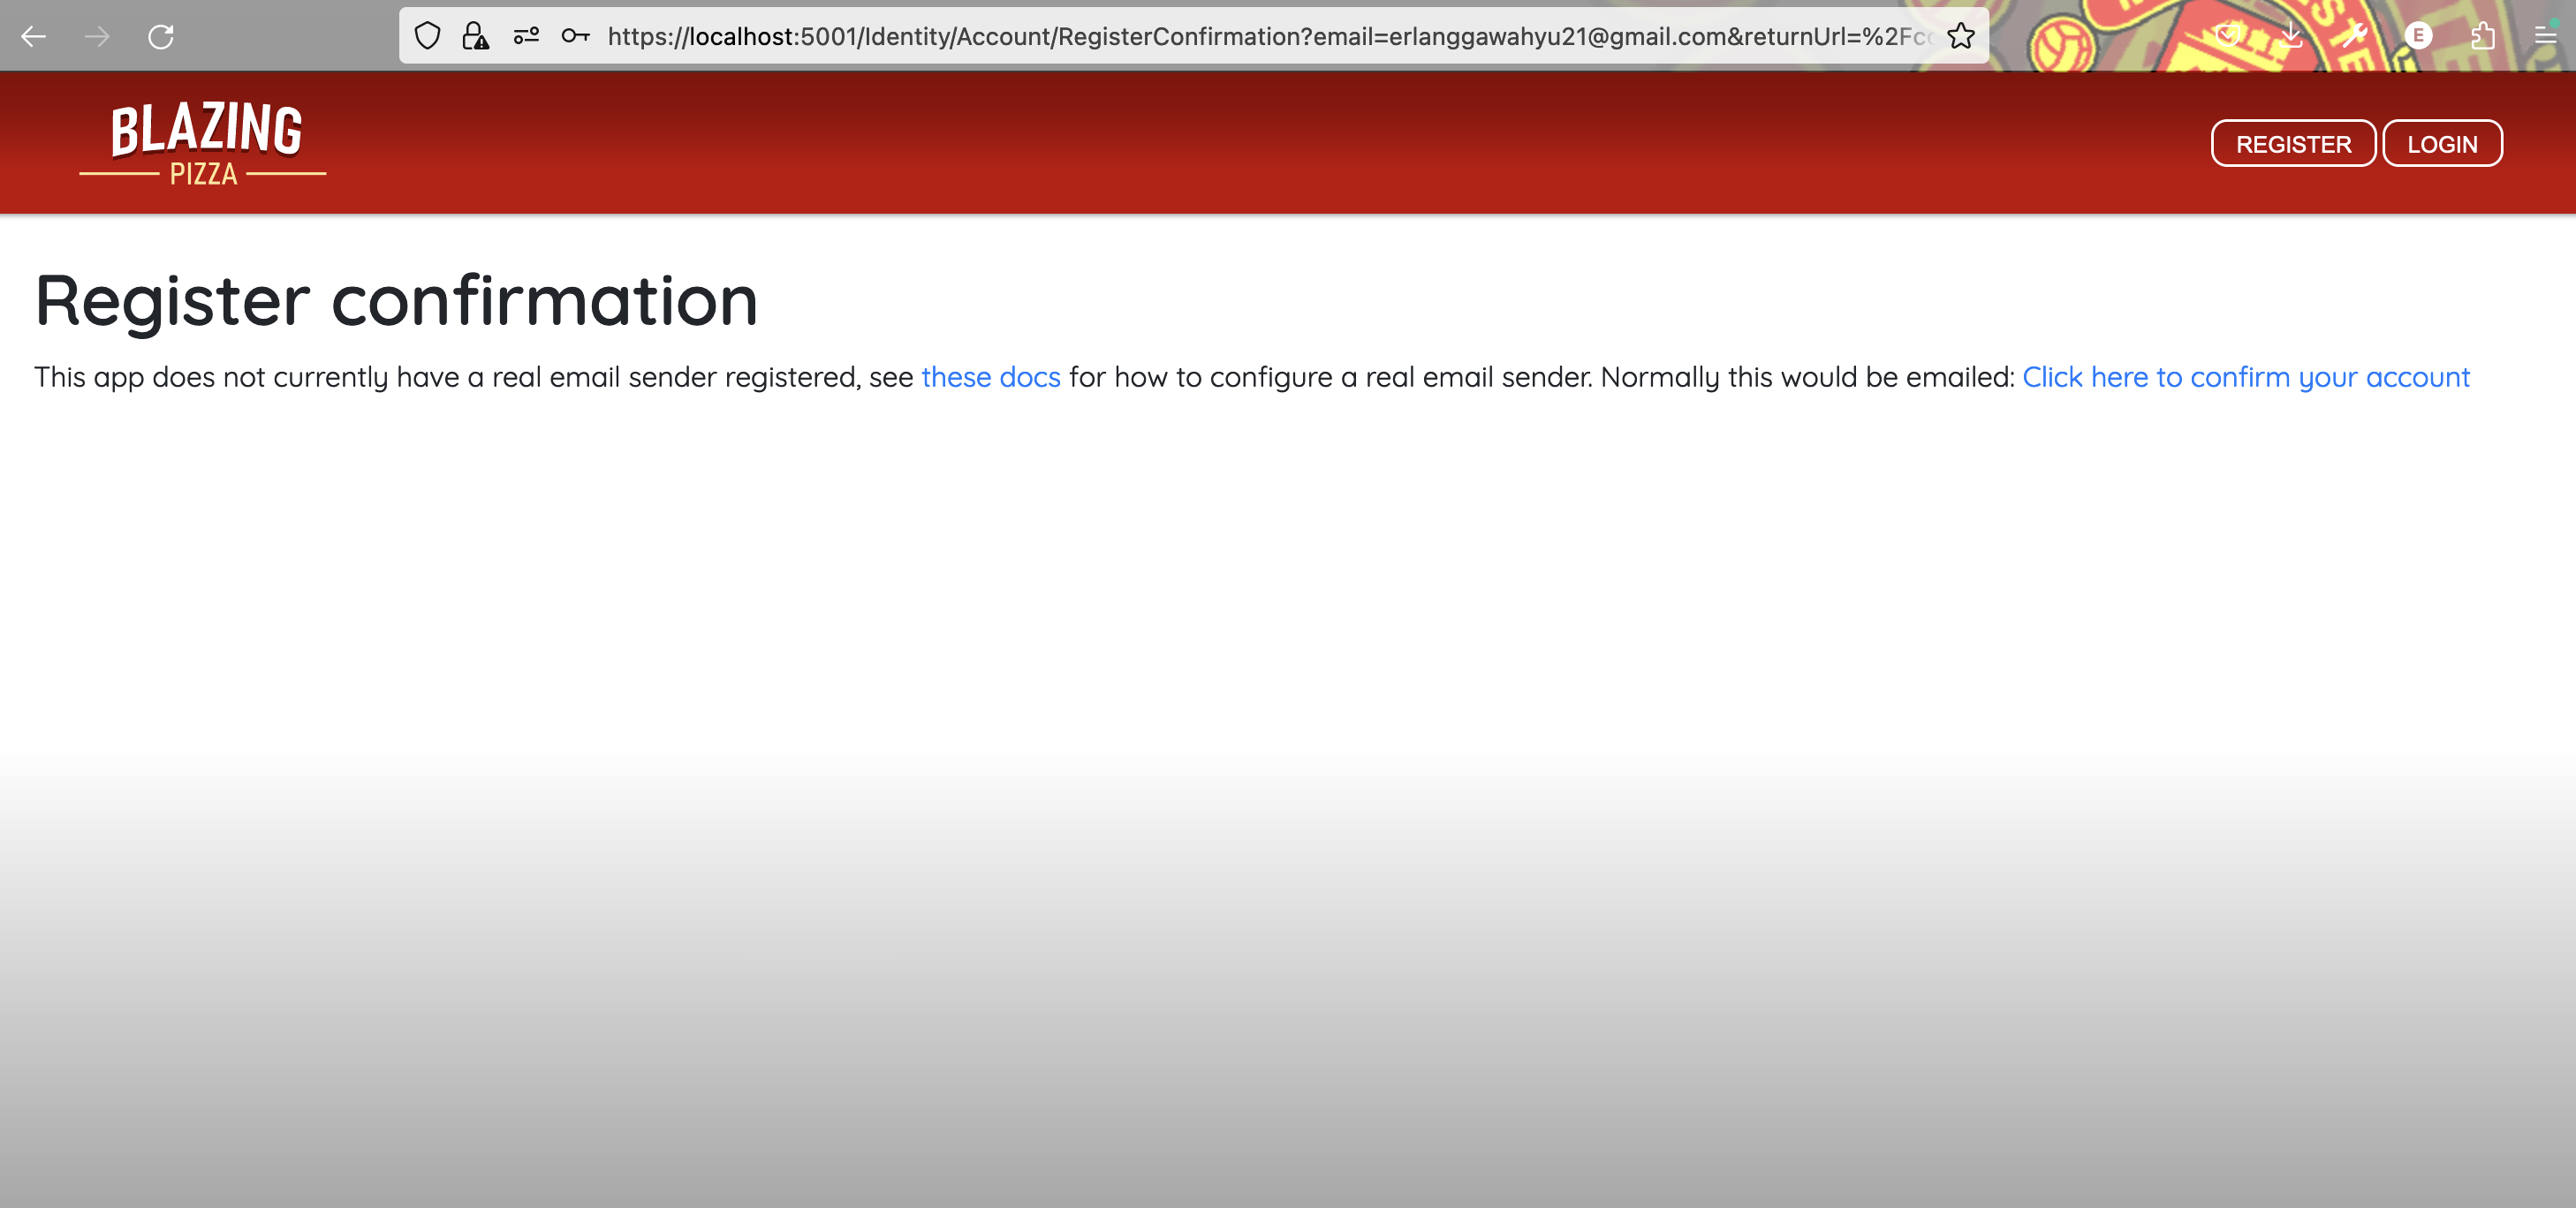 https://localhost:5001/Identity/Account/RegisterConfirmation?email=erlanggawahyu21@gmail.com&returnUrl=%2Fc
E
BLAZING
PIZZA
REGISTER LOGIN
Register confirmation
This app does not currently have a real email sender registered, see these docs for how to configure a real email sender. Normally this would be emailed: Click here to confirm your account